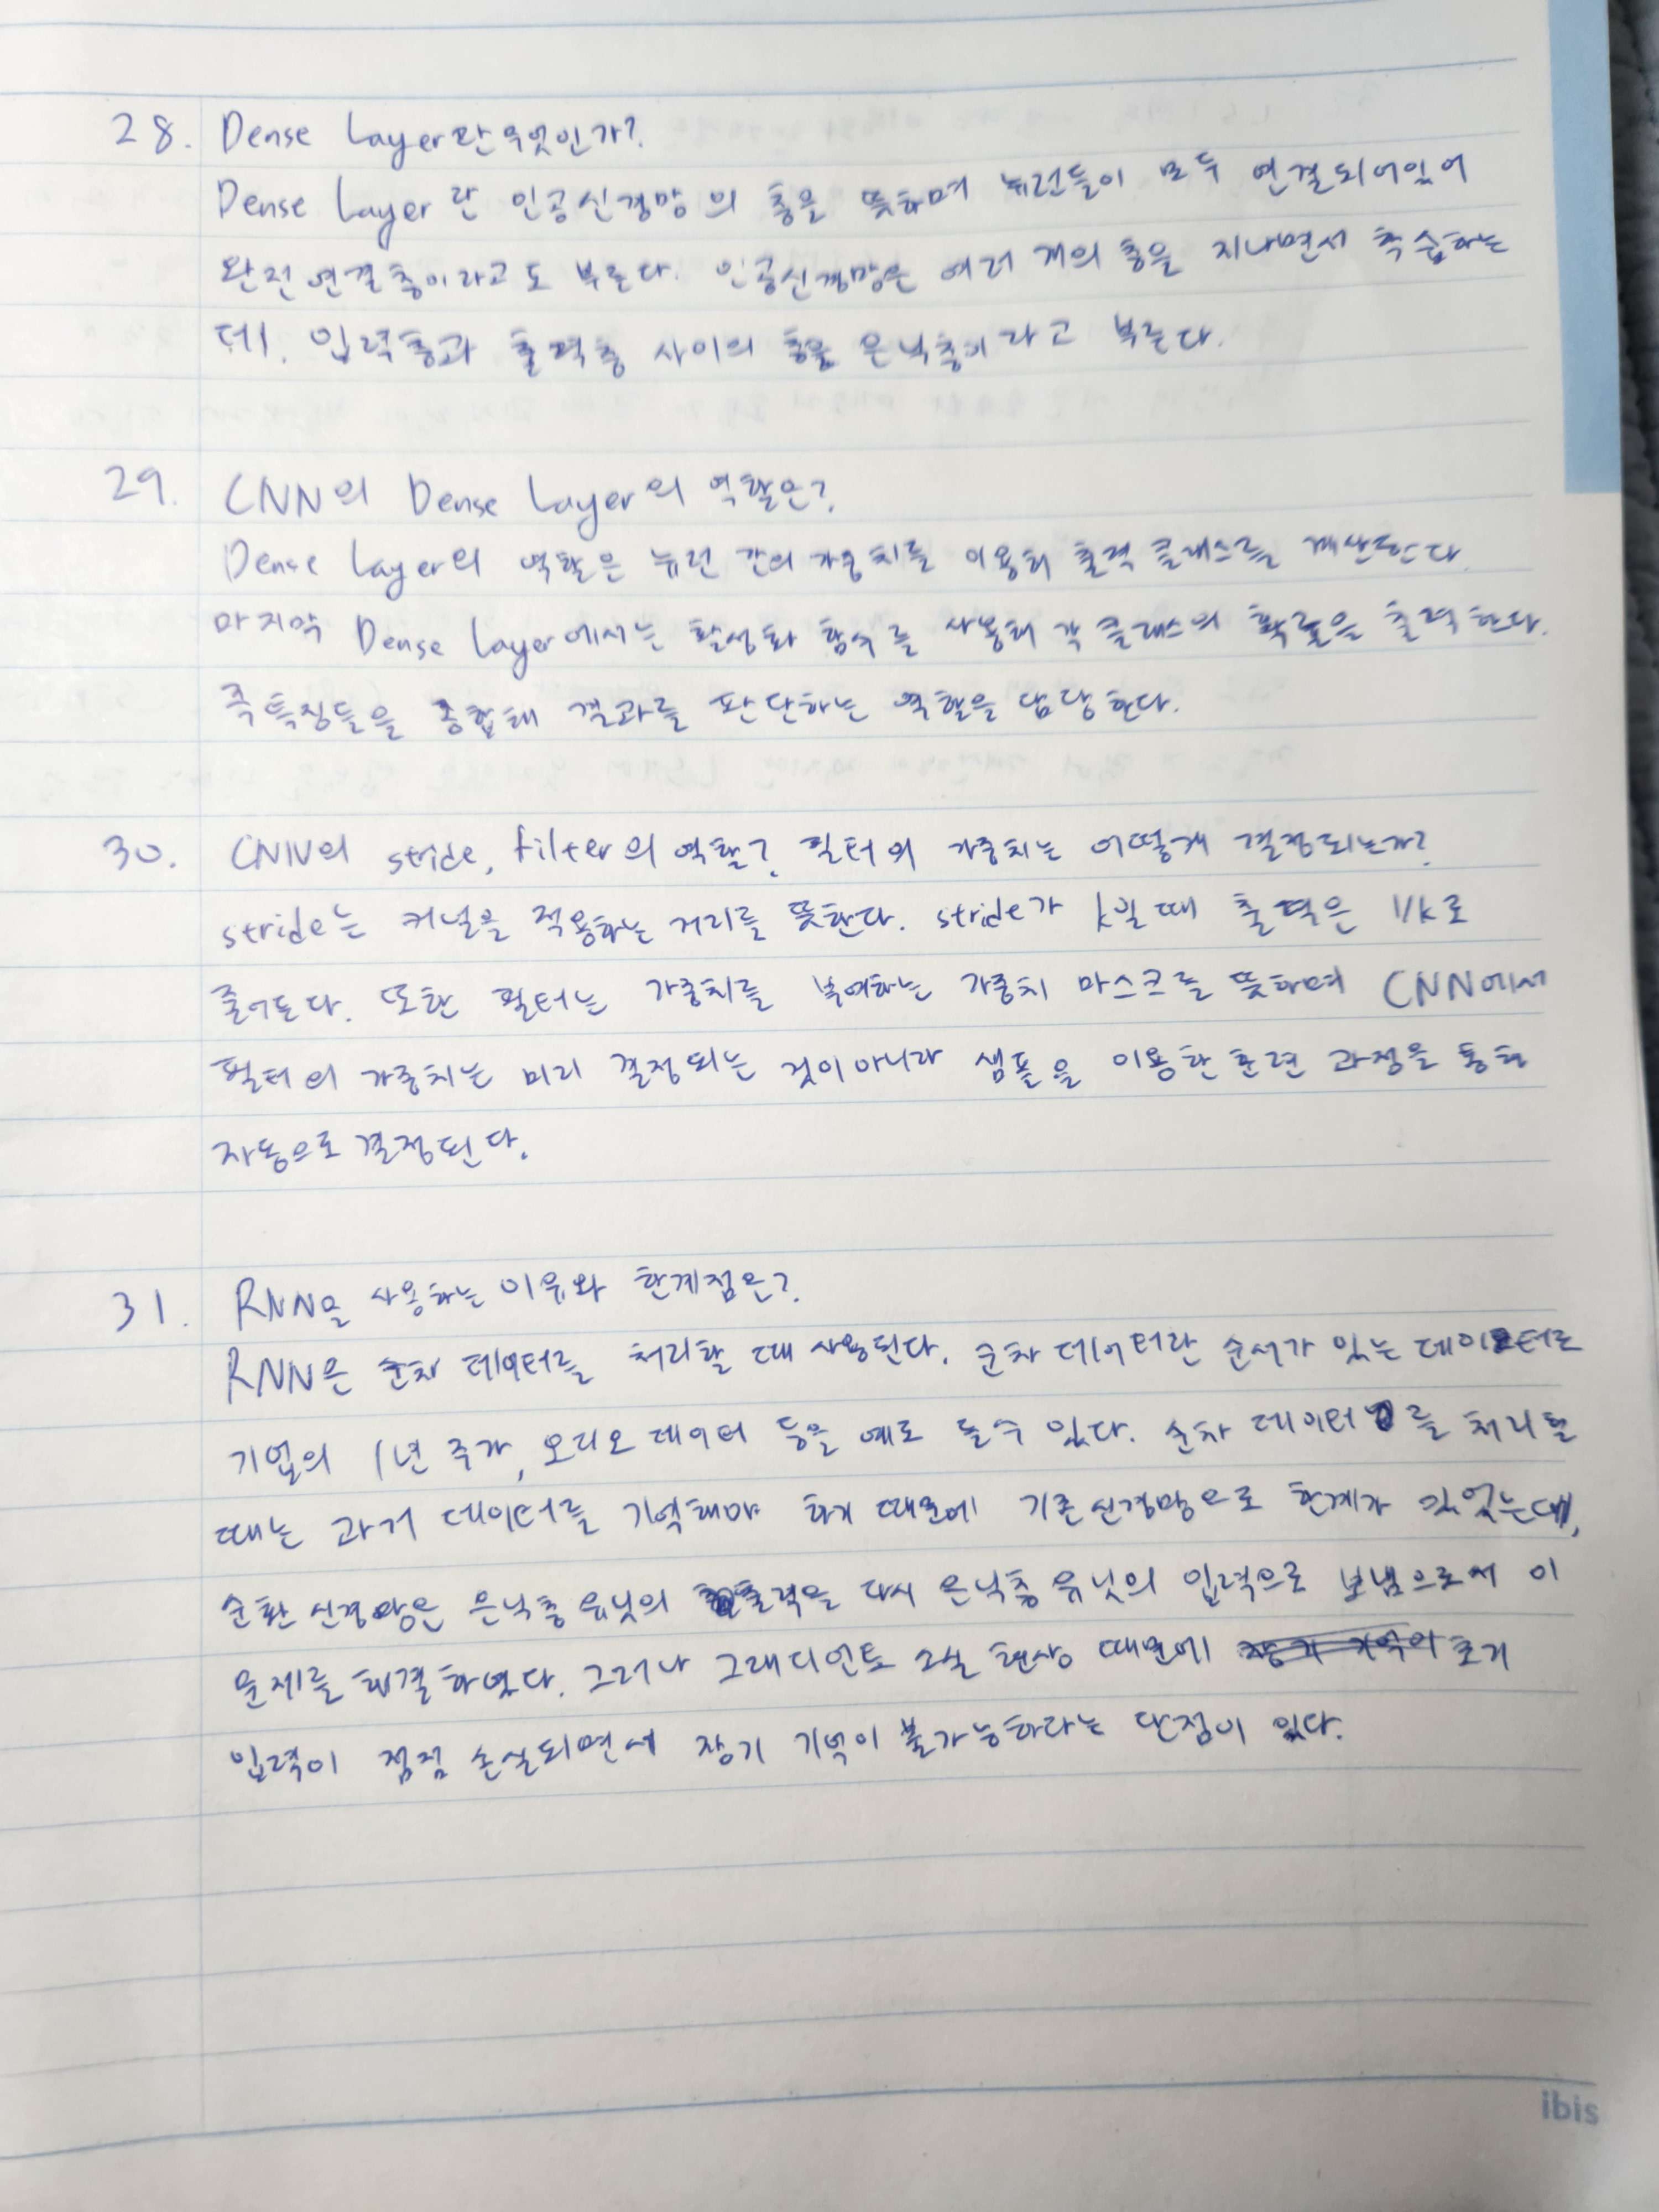 28. Dense Layer란 무엇인가?
Dense Layer란 인공신경망의 층을 뜻하며 뉴런들이 모두 연결되어있어
완전연결층이라고도 부른다. 인공신경망은 여러 개의 층을 지나면서 학습하는
데, 입력층과 출력층 사이의 층을 은닉층이라고 부른다.
29. CNN의 Dense Layer의 역할은?
Dense Layer의 역할은 뉴런 간의 가중치를 이용해 출력 클래스를 계산한다.
마지막 Dense Layer에서는 활성화 함수를 사용해 각 클래스의 확률을 출력한다.
즉 특징들을 종합해 결과를 판단하는 역할을 담당한다.
30. CNN의 stride, filter의 역할? 필터의 가중치는 어떻게 결정되는가?
stride는 커널을 적용하는 거리를 뜻한다. stride가 k일 때 출력은 1/k로
줄어든다. 또한 필터는 가중치를 부여하는 가중치 마스크를 뜻하며 CNN에서
필터의 가중치는 미리 결정되는 것이 아니라 샘플을 이용한 훈련 과정을 통해
자동으로 결정된다.
31. RNN을 사용하는 이유와 한계점은?
RNN은 순차 데이터를 처리할 때 사용된다. 순차 데이터란 순서가 있는 데이터로
기업의 1년 주가, 오디오 데이터 등을 예로 들 수 있다. 순차 데이터를 처리할
때는 과거 데이터를 기억해야 하기 때문에 기존 신경망으로 한계가 있었는데,
순환 신경망은 은닉층 유닛의 출력을 다시 은닉층 유닛의 입력으로 보냄으로서 이
문제를 해결하였다. 그러나 그래디언트 소실 현상 때문에 초기
입력이 점점 손실되면서 장기 기억이 불가능하다는 단점이 있다.
ibis